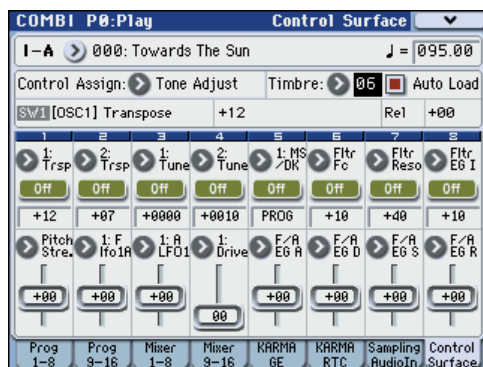 COMBI P0:Play Control Surface
I-A 000: Towards The Sun ♩= 095.00
Control Assign: Tone Adjust Timbre: 06 Auto Load
SW1 [OSC1] Transpose +12 Rel +00
1 2 3 4 5 6 7 8
1: Trsp 2: Trsp 1: Tune 2: Tune 1: MS /DK Fltr Fc Fltr Reso Fltr EG I
Off Off Off Off Off Off Off Off
+12 +07 +0000 +0010 PROG +10 +40 +10
Pitch Stre. 1: F lfo1A 1: A LFO1 1: Drive F/A EG A F/A EG D F/A EG S F/A EG R
+00 +00 +00 00 +00 +00 +00 +00
Prog 1-8 Prog 9-16 Mixer 1-8 Mixer 9-16 KARMA GE KARMA RTC Sampling AudioIn Control Surface